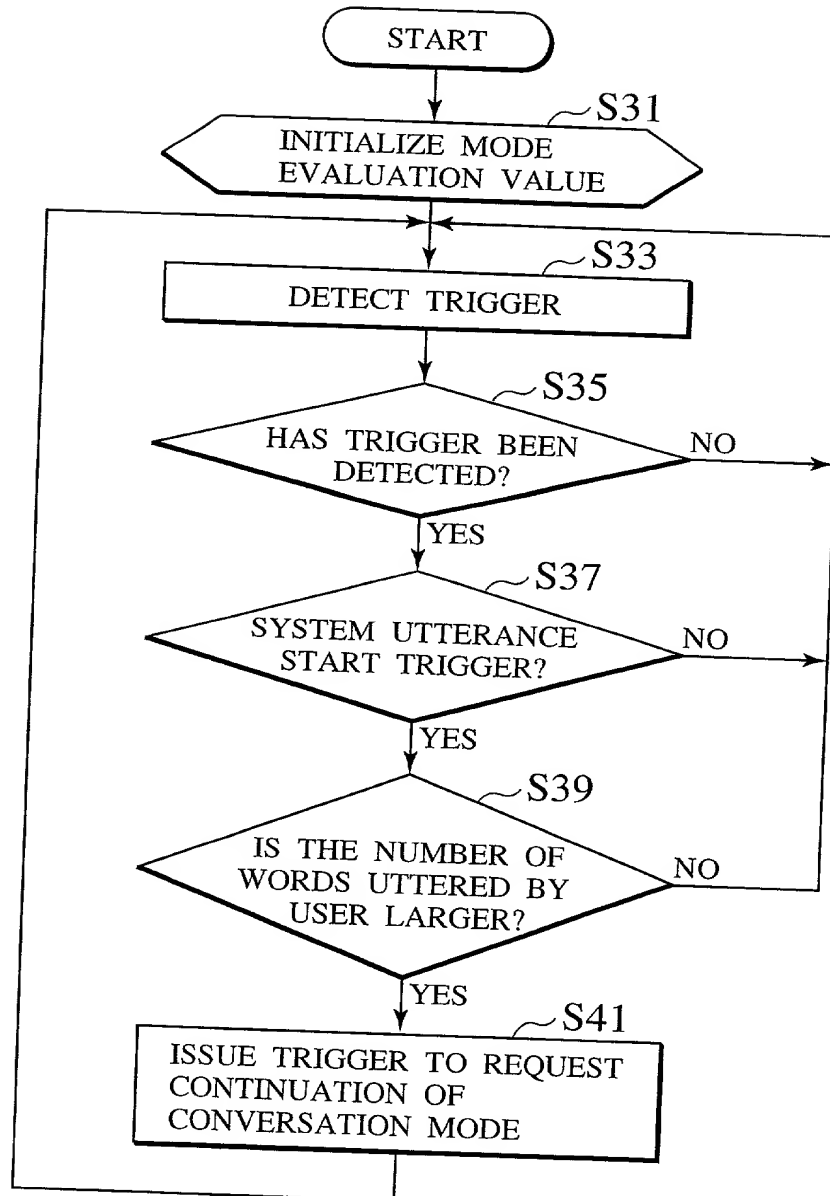 START
S31
INITIALIZE MODE
EVALUATION VALUE
S33
DETECT TRIGGER
S35
HAS TRIGGER BEEN
DETECTED?
NO
YES
S37
SYSTEM UTTERANCE
START TRIGGER?
NO
YES
S39
IS THE NUMBER OF
WORDS UTTERED BY
USER LARGER?
NO
YES
S41
ISSUE TRIGGER TO REQUEST
CONTINUATION OF
CONVERSATION MODE